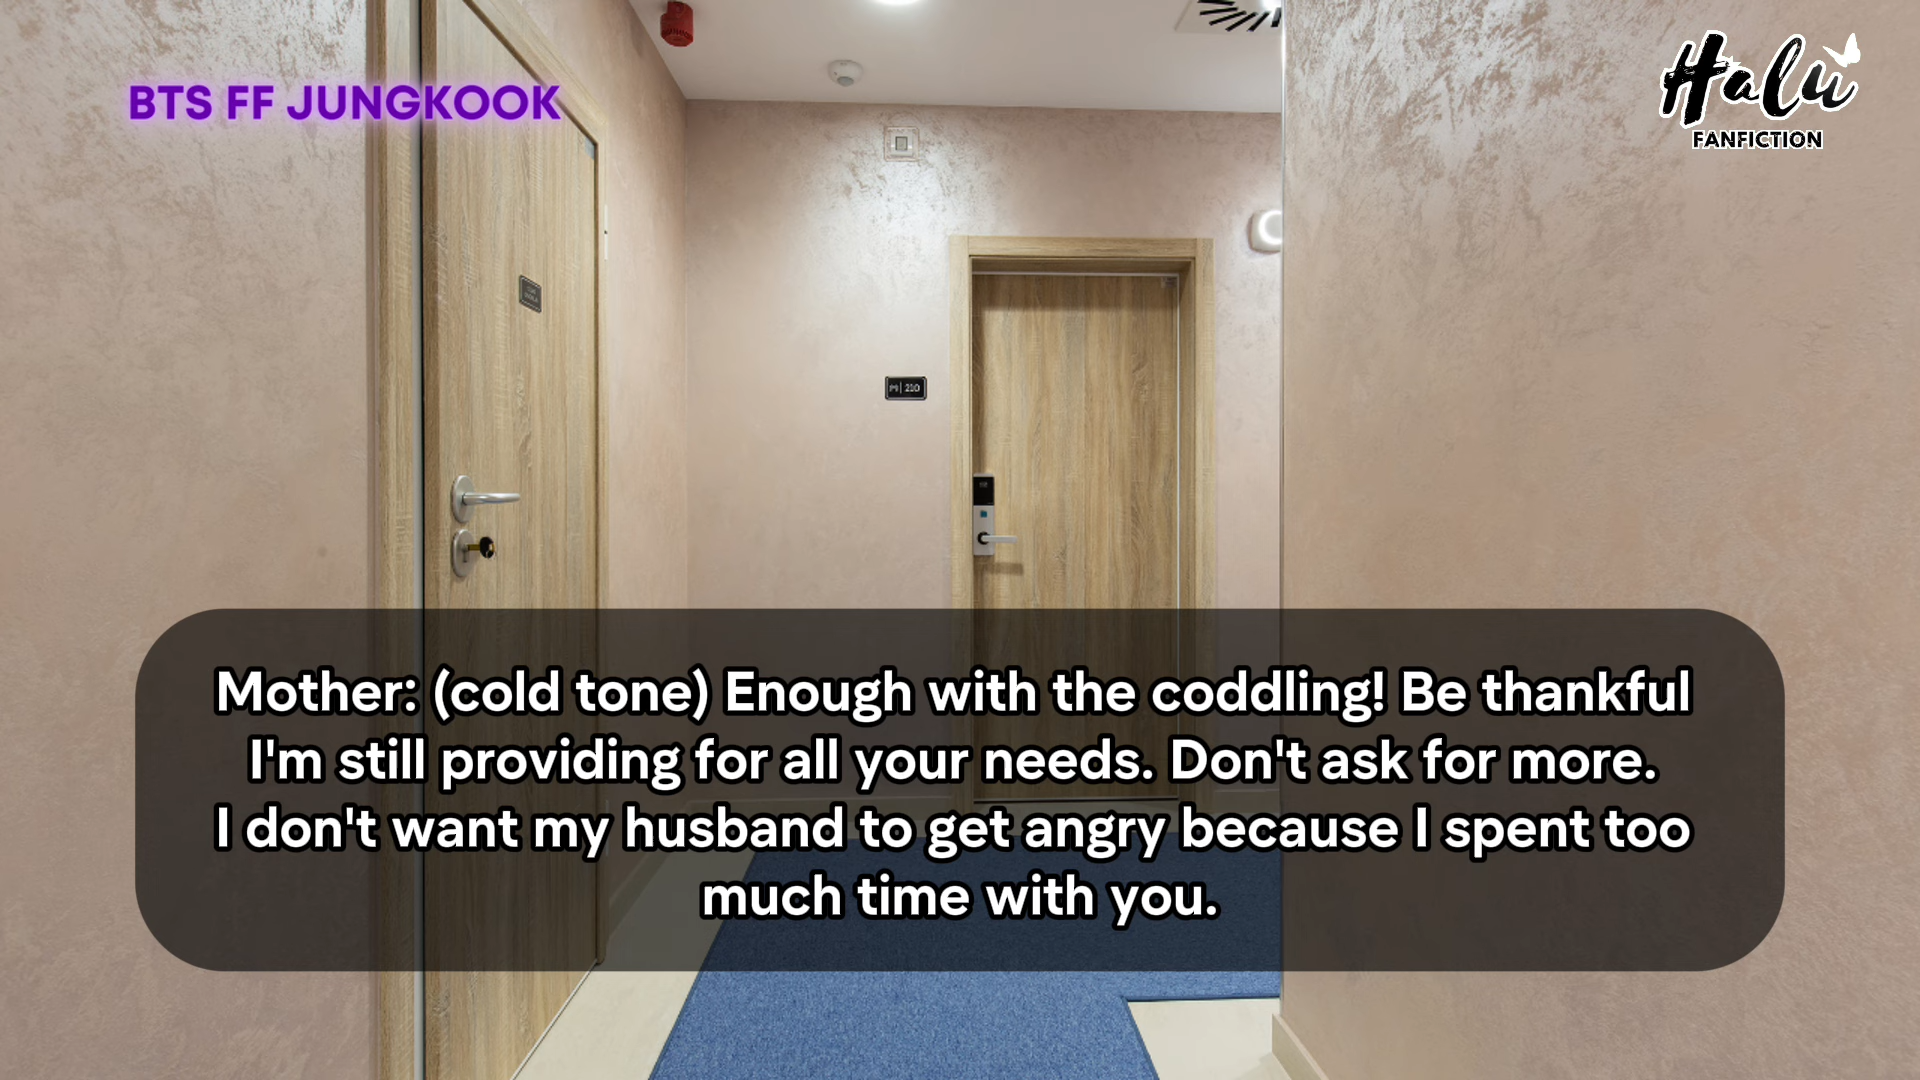 BTS FF JUNGKOOK
Halu
FANFICTION
210
Mother: (cold tone) Enough with the coddling! Be thankful
I'm still providing for all your needs. Don't ask for more.
I don't want my husband to get angry because I spent too
much time with you.